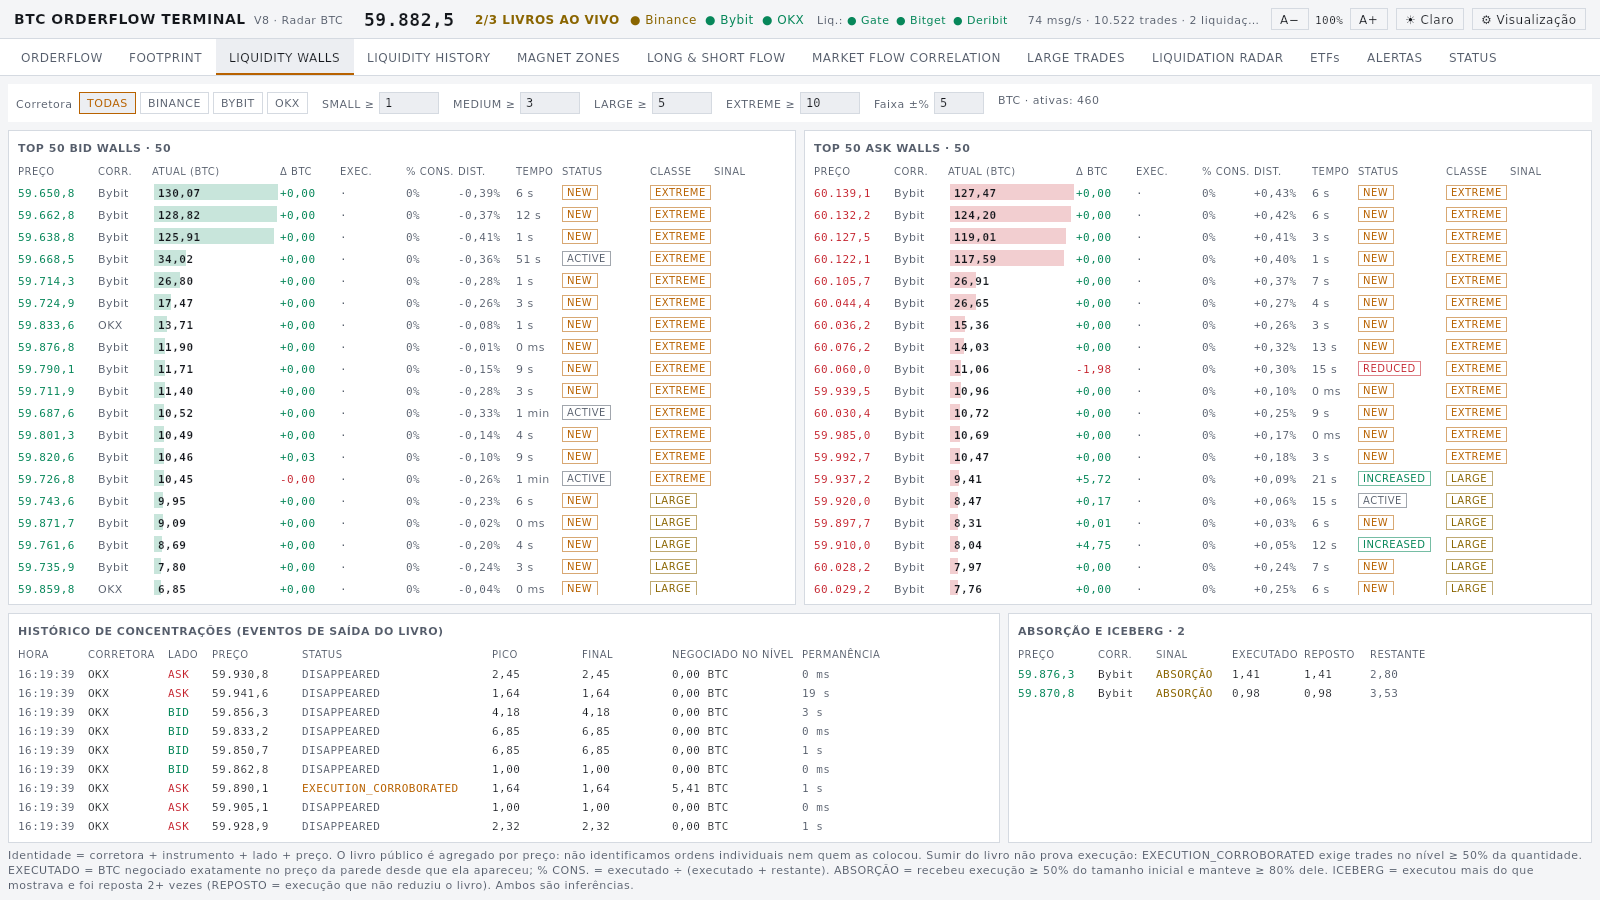 BTC ORDERFLOW TERMINAL V8 · Radar BTC 59.882,5 2/3 LIVROS AO VIVO ● Binance ● Bybit ● OKX Liq.: ● Gate ● Bitget ● Deribit 74 msg/s · 10.522 trades · 2 liquidaç… A− 100% A+ ☀ Claro ⚙ Visualização
ORDERFLOW FOOTPRINT LIQUIDITY WALLS LIQUIDITY HISTORY MAGNET ZONES LONG & SHORT FLOW MARKET FLOW CORRELATION LARGE TRADES LIQUIDATION RADAR ETFs ALERTAS STATUS
Corretora TODAS BINANCE BYBIT OKX SMALL ≥ 1 MEDIUM ≥ 3 LARGE ≥ 5 EXTREME ≥ 10 Faixa ±% 5 BTC · ativas: 460
TOP 50 BID WALLS · 50
PREÇO CORR. ATUAL (BTC) Δ BTC EXEC. % CONS. DIST. TEMPO STATUS CLASSE SINAL
59.650,8 Bybit 130,07 +0,00 · 0% -0,39% 6 s NEW EXTREME
59.662,8 Bybit 128,82 +0,00 · 0% -0,37% 12 s NEW EXTREME
59.638,8 Bybit 125,91 +0,00 · 0% -0,41% 1 s NEW EXTREME
59.668,5 Bybit 34,02 +0,00 · 0% -0,36% 51 s ACTIVE EXTREME
59.714,3 Bybit 26,80 +0,00 · 0% -0,28% 1 s NEW EXTREME
59.724,9 Bybit 17,47 +0,00 · 0% -0,26% 3 s NEW EXTREME
59.833,6 OKX 13,71 +0,00 · 0% -0,08% 1 s NEW EXTREME
59.876,8 Bybit 11,90 +0,00 · 0% -0,01% 0 ms NEW EXTREME
59.790,1 Bybit 11,71 +0,00 · 0% -0,15% 9 s NEW EXTREME
59.711,9 Bybit 11,40 +0,00 · 0% -0,28% 3 s NEW EXTREME
59.687,6 Bybit 10,52 +0,00 · 0% -0,33% 1 min ACTIVE EXTREME
59.801,3 Bybit 10,49 +0,00 · 0% -0,14% 4 s NEW EXTREME
59.820,6 Bybit 10,46 +0,03 · 0% -0,10% 9 s NEW EXTREME
59.726,8 Bybit 10,45 -0,00 · 0% -0,26% 1 min ACTIVE EXTREME
59.743,6 Bybit 9,95 +0,00 · 0% -0,23% 6 s NEW LARGE
59.871,7 Bybit 9,09 +0,00 · 0% -0,02% 0 ms NEW LARGE
59.761,6 Bybit 8,69 +0,00 · 0% -0,20% 4 s NEW LARGE
59.735,9 Bybit 7,80 +0,00 · 0% -0,24% 3 s NEW LARGE
59.859,8 OKX 6,85 +0,00 · 0% -0,04% 0 ms NEW LARGE
TOP 50 ASK WALLS · 50
PREÇO CORR. ATUAL (BTC) Δ BTC EXEC. % CONS. DIST. TEMPO STATUS CLASSE SINAL
60.139,1 Bybit 127,47 +0,00 · 0% +0,43% 6 s NEW EXTREME
60.132,2 Bybit 124,20 +0,00 · 0% +0,42% 6 s NEW EXTREME
60.127,5 Bybit 119,01 +0,00 · 0% +0,41% 3 s NEW EXTREME
60.122,1 Bybit 117,59 +0,00 · 0% +0,40% 1 s NEW EXTREME
60.105,7 Bybit 26,91 +0,00 · 0% +0,37% 7 s NEW EXTREME
60.044,4 Bybit 26,65 +0,00 · 0% +0,27% 4 s NEW EXTREME
60.036,2 Bybit 15,36 +0,00 · 0% +0,26% 3 s NEW EXTREME
60.076,2 Bybit 14,03 +0,00 · 0% +0,32% 13 s NEW EXTREME
60.060,0 Bybit 11,06 -1,98 · 0% +0,30% 15 s REDUCED EXTREME
59.939,5 Bybit 10,96 +0,00 · 0% +0,10% 0 ms NEW EXTREME
60.030,4 Bybit 10,72 +0,00 · 0% +0,25% 9 s NEW EXTREME
59.985,0 Bybit 10,69 +0,00 · 0% +0,17% 0 ms NEW EXTREME
59.992,7 Bybit 10,47 +0,00 · 0% +0,18% 3 s NEW EXTREME
59.937,2 Bybit 9,41 +5,72 · 0% +0,09% 21 s INCREASED LARGE
59.920,0 Bybit 8,47 +0,17 · 0% +0,06% 15 s ACTIVE LARGE
59.897,7 Bybit 8,31 +0,01 · 0% +0,03% 6 s NEW LARGE
59.910,0 Bybit 8,04 +4,75 · 0% +0,05% 12 s INCREASED LARGE
60.028,2 Bybit 7,97 +0,00 · 0% +0,24% 7 s NEW LARGE
60.029,2 Bybit 7,76 +0,00 · 0% +0,25% 6 s NEW LARGE
HISTÓRICO DE CONCENTRAÇÕES (EVENTOS DE SAÍDA DO LIVRO)
HORA CORRETORA LADO PREÇO STATUS PICO FINAL NEGOCIADO NO NÍVEL PERMANÊNCIA
16:19:39 OKX ASK 59.930,8 DISAPPEARED 2,45 2,45 0,00 BTC 0 ms
16:19:39 OKX ASK 59.941,6 DISAPPEARED 1,64 1,64 0,00 BTC 19 s
16:19:39 OKX BID 59.856,3 DISAPPEARED 4,18 4,18 0,00 BTC 3 s
16:19:39 OKX BID 59.833,2 DISAPPEARED 6,85 6,85 0,00 BTC 0 ms
16:19:39 OKX BID 59.850,7 DISAPPEARED 6,85 6,85 0,00 BTC 1 s
16:19:39 OKX BID 59.862,8 DISAPPEARED 1,00 1,00 0,00 BTC 0 ms
16:19:39 OKX ASK 59.890,1 EXECUTION_CORROBORATED 1,64 1,64 5,41 BTC 1 s
16:19:39 OKX ASK 59.905,1 DISAPPEARED 1,00 1,00 0,00 BTC 0 ms
16:19:39 OKX ASK 59.928,9 DISAPPEARED 2,32 2,32 0,00 BTC 1 s
ABSORÇÃO E ICEBERG · 2
PREÇO CORR. SINAL EXECUTADO REPOSTO RESTANTE
59.876,3 Bybit ABSORÇÃO 1,41 1,41 2,80
59.870,8 Bybit ABSORÇÃO 0,98 0,98 3,53
Identidade = corretora + instrumento + lado + preço. O livro público é agregado por preço: não identificamos ordens individuais nem quem as colocou. Sumir do livro não prova execução: EXECUTION_CORROBORATED exige trades no nível ≥ 50% da quantidade.
EXECUTADO = BTC negociado exatamente no preço da parede desde que ela apareceu; % CONS. = executado ÷ (executado + restante). ABSORÇÃO = recebeu execução ≥ 50% do tamanho inicial e manteve ≥ 80% dele. ICEBERG = executou mais do que
mostrava e foi reposta 2+ vezes (REPOSTO = execução que não reduziu o livro). Ambos são inferências.